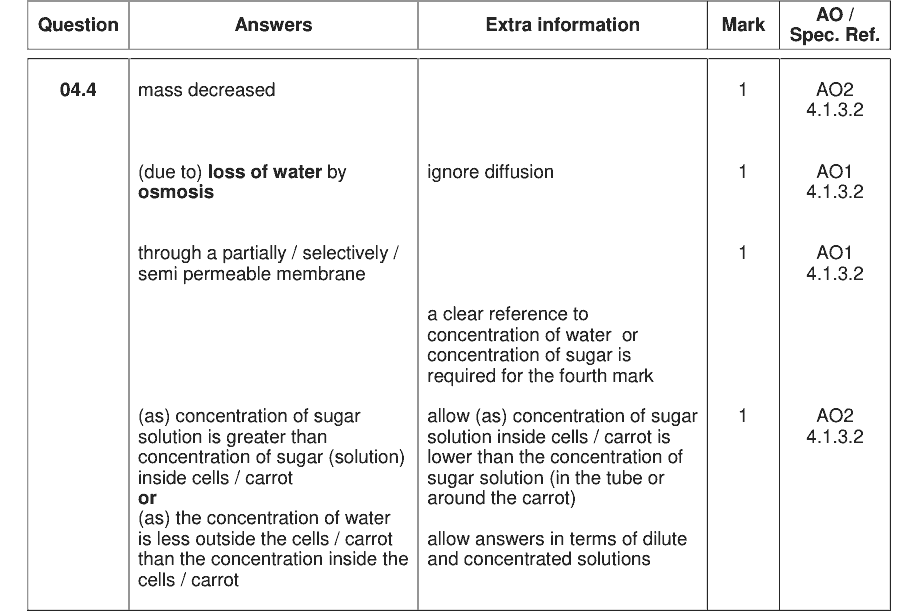 Question Answers Extra information Mark AO /
Spec. Ref.
04.4 mass decreased 1 AO2
4.1.3.2
(due to) loss of water by ignore diffusion 1 AO1
osmosis 4.1.3.2
through a partially / selectively / 1 AO1
semi permeable membrane 4.1.3.2
a clear reference to
concentration of water or
concentration of sugar is
required for the fourth mark
(as) concentration of sugar allow (as) concentration of sugar 1 AO2
solution is greater than solution inside cells / carrot is 4.1.3.2
concentration of sugar (solution) lower than the concentration of
inside cells / carrot sugar solution (in the tube or
or around the carrot)
(as) the concentration of water
is less outside the cells / carrot allow answers in terms of dilute
than the concentration inside the and concentrated solutions
cells / carrot